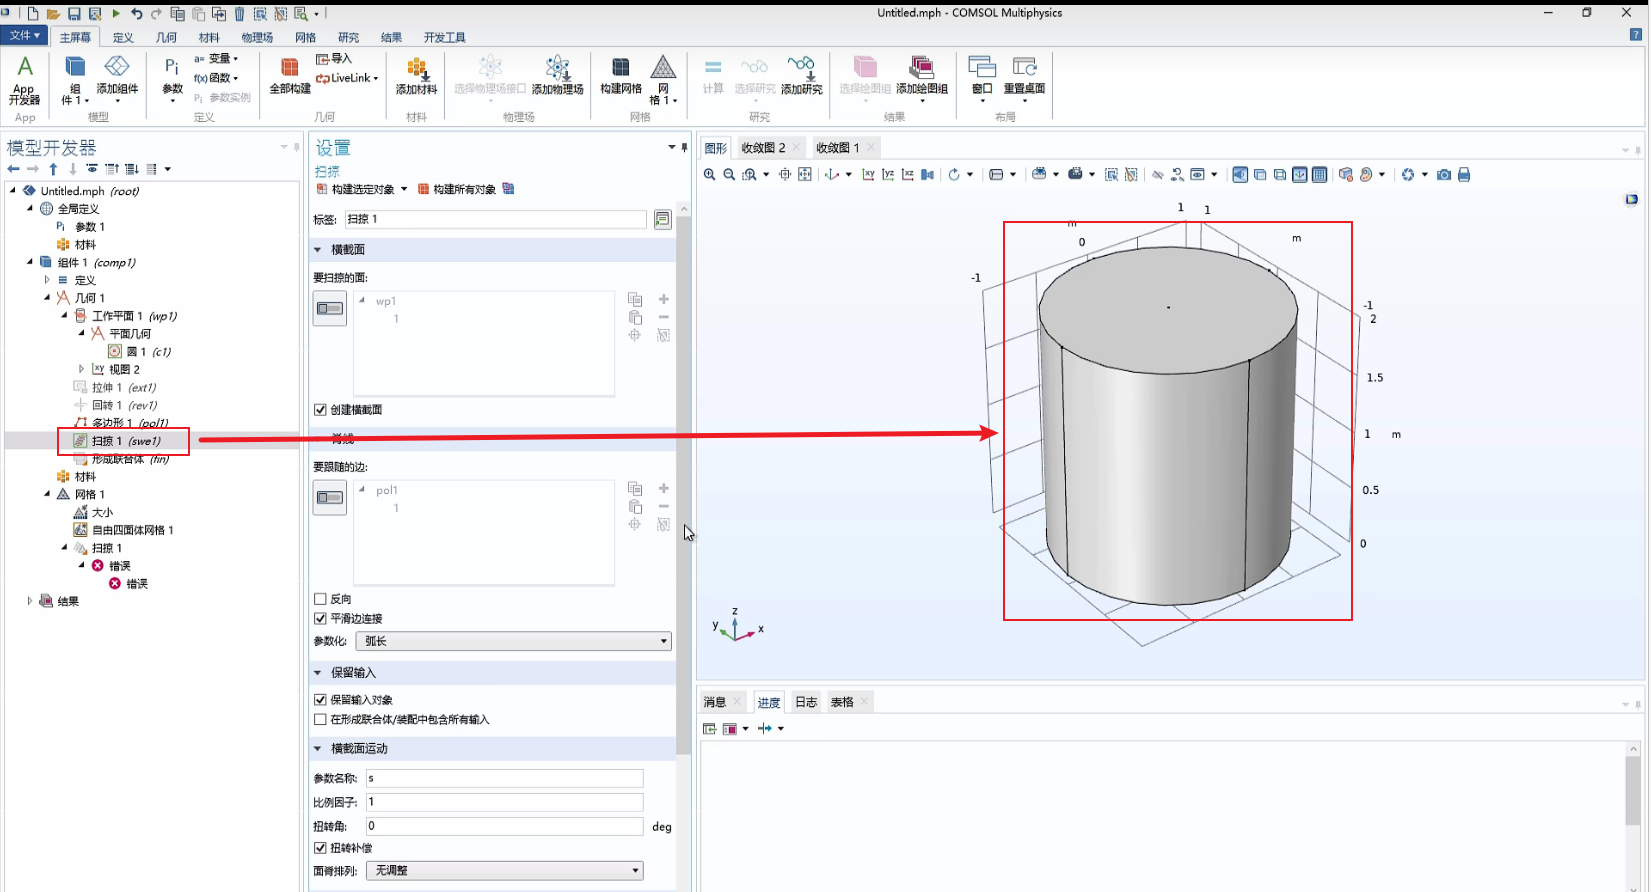 Untitled.mph - COMSOL Multiphysics
文件 主屏幕 定义 几何 材料 物理场 网格 研究 结果 开发工具
App 开发器
App
组件 1
添加组件
模型
Pi 参数
a= 变量
f(x) 函数
Pi 参数实例
定义
全部构建
导入
LiveLink
几何
添加材料
材料
选择物理场接口
添加物理场
物理场
构建网格
网格 1
网格
计算
选择研究
添加研究
研究
选择绘图组
添加绘图组
结果
窗口
重置桌面
布局
模型开发器
Untitled.mph (root)
全局定义
Pi 参数 1
材料
组件 1 (comp1)
定义
几何 1
工作平面 1 (wp1)
平面几何
圆 1 (c1)
xy 视图 2
拉伸 1 (ext1)
回转 1 (rev1)
多边形 1 (pol1)
扫掠 1 (swe1)
形成联合体 (fin)
材料
网格 1
大小
自由四面体网格 1
扫掠 1
错误
错误
结果
设置
扫掠
构建选定对象 构建所有对象
标签: 扫掠 1
横截面
要扫掠的面:
wp1
1
创建横截面
脊线
要跟随的边:
pol1
1
反向
平滑边连接
参数化: 弧长
保留输入
保留输入对象
在形成联合体/装配中包含所有输入
横截面运动
参数名称: s
比例因子: 1
扭转角: 0 deg
扭转补偿
面脊排列: 无调整
图形 收敛图 2 收敛图 1
xy yz xz
1 1
m
0
m
-1
-1
2
1.5
1 m
0.5
0
z
y x
消息 进度 日志 表格